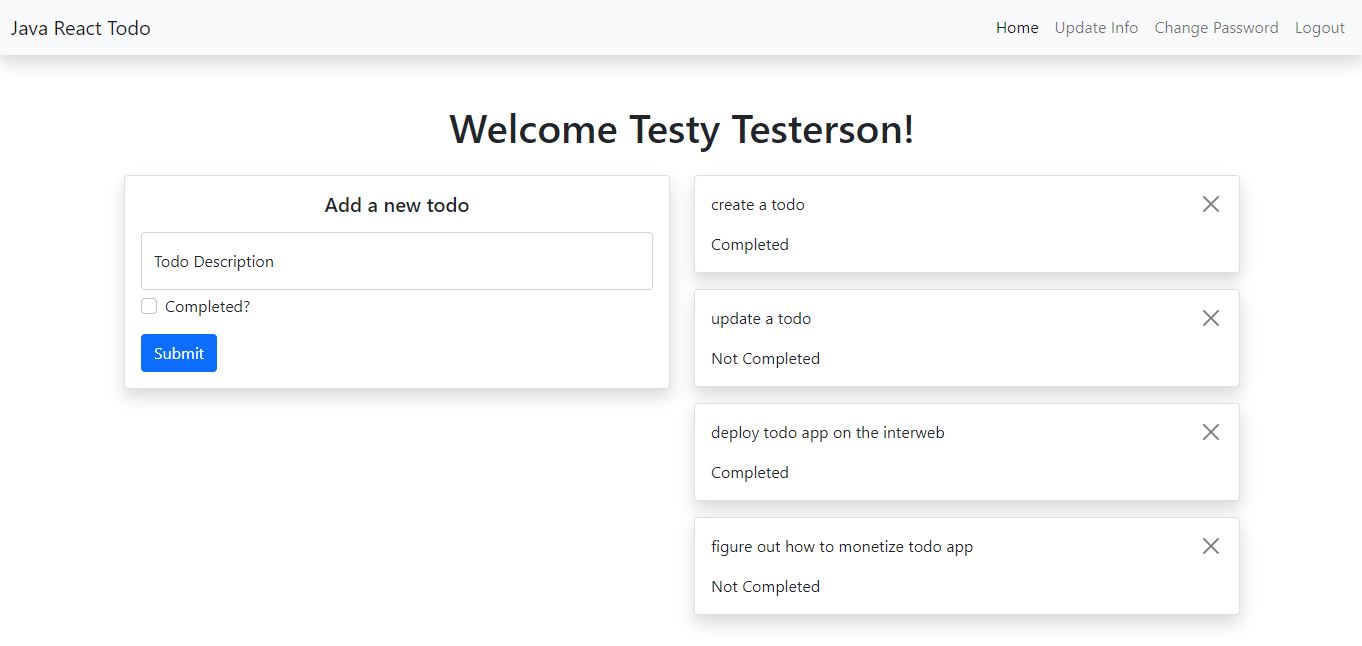 Java React Todo
Home Update Info Change Password Logout
Welcome Testy Testerson!
Add a new todo
Todo Description
Completed?
Submit
create a todo
Completed
update a todo
Not Completed
deploy todo app on the interweb
Completed
figure out how to monetize todo app
Not Completed